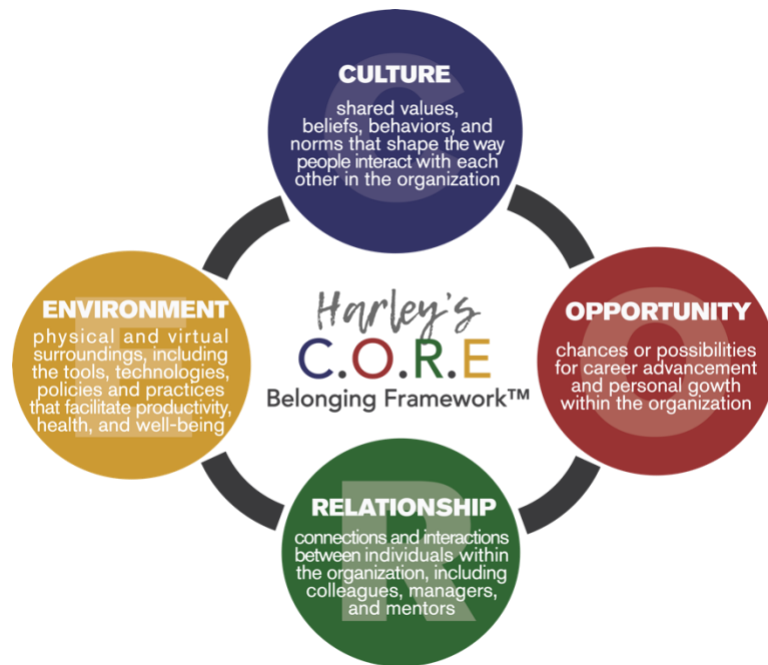 CULTURE
shared values,
beliefs, behaviors, and
norms that shape the way
people interact with each
other in the organization
ENVIRONMENT
physical and virtual
surroundings, including
the tools, technologies,
policies and practices
that facilitate productivity,
health, and well-being
Harley's
C.O.R.E
Belonging Framework™
OPPORTUNITY
chances or possibilities
for career advancement
and personal growth
within the organization
RELATIONSHIP
connections and interactions
between individuals within
the organization, including
colleagues, managers,
and mentors
C
E
O
R